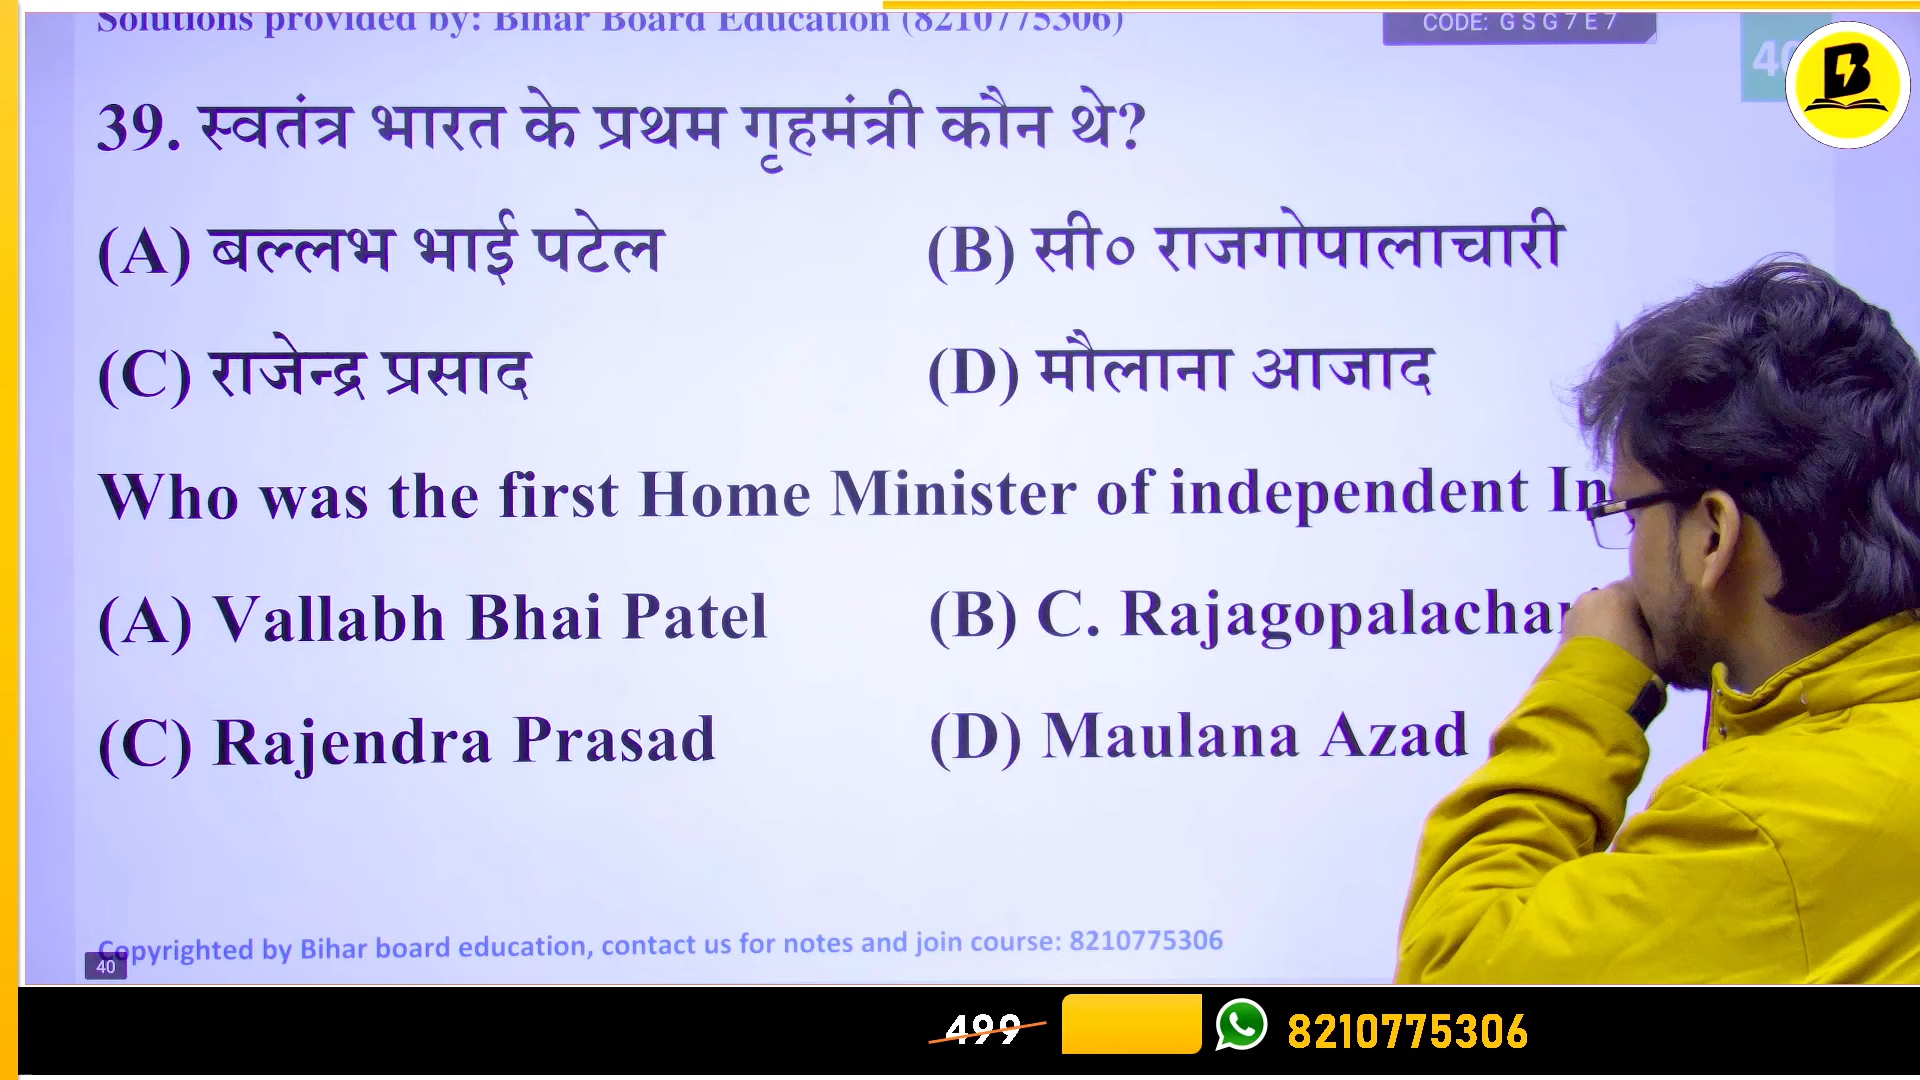 Solutions provided by: Bihar Board Education (8210775306)
CODE: G S G 7 E 7
39. स्वतंत्र भारत के प्रथम गृहमंत्री कौन थे?
(A) बल्लभ भाई पटेल (B) सी० राजगोपालाचारी
(C) राजेन्द्र प्रसाद (D) मौलाना आजाद
Who was the first Home Minister of independent
(A) Vallabh Bhai Patel (B) C. Rajagopalachari
(C) Rajendra Prasad (D) Maulana Azad
Copyrighted by Bihar board education, contact us for notes and join course: 8210775306
40
499 8210775306